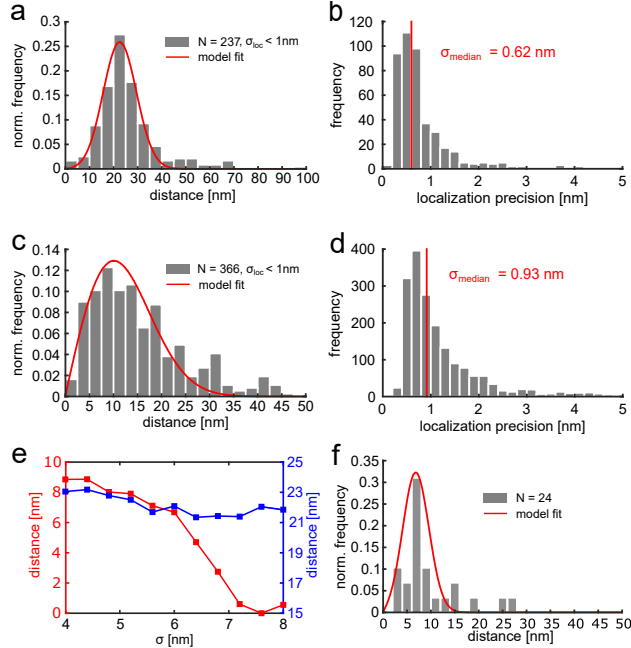 a
norm. frequency
0.3
0.25
0.2
0.15
0.1
0.05
0
N = 237, σloc < 1nm
model fit
0 10 20 30 40 50 60 70 80 90 100
distance [nm]
b
frequency
120
100
80
60
40
20
0
σmedian = 0.62 nm
0 1 2 3 4 5
localization precision [nm]
c
norm. frequency
0.14
0.12
0.1
0.08
0.06
0.04
0.02
0
N = 366, σloc < 1nm
model fit
0 5 10 15 20 25 30 35 40 45 50
distance [nm]
d
frequency
400
300
200
100
0
σmedian = 0.93 nm
0 1 2 3 4 5
localization precision [nm]
e
distance [nm]
10
8
6
4
2
0
25
23
21
19
17
15
distance [nm]
4 5 6 7 8
σ [nm]
f
norm. frequency
0.35
0.3
0.25
0.2
0.15
0.1
0.05
0
N = 24
model fit
0 5 10 15 20 25 30 35 40 45 50
distance [nm]